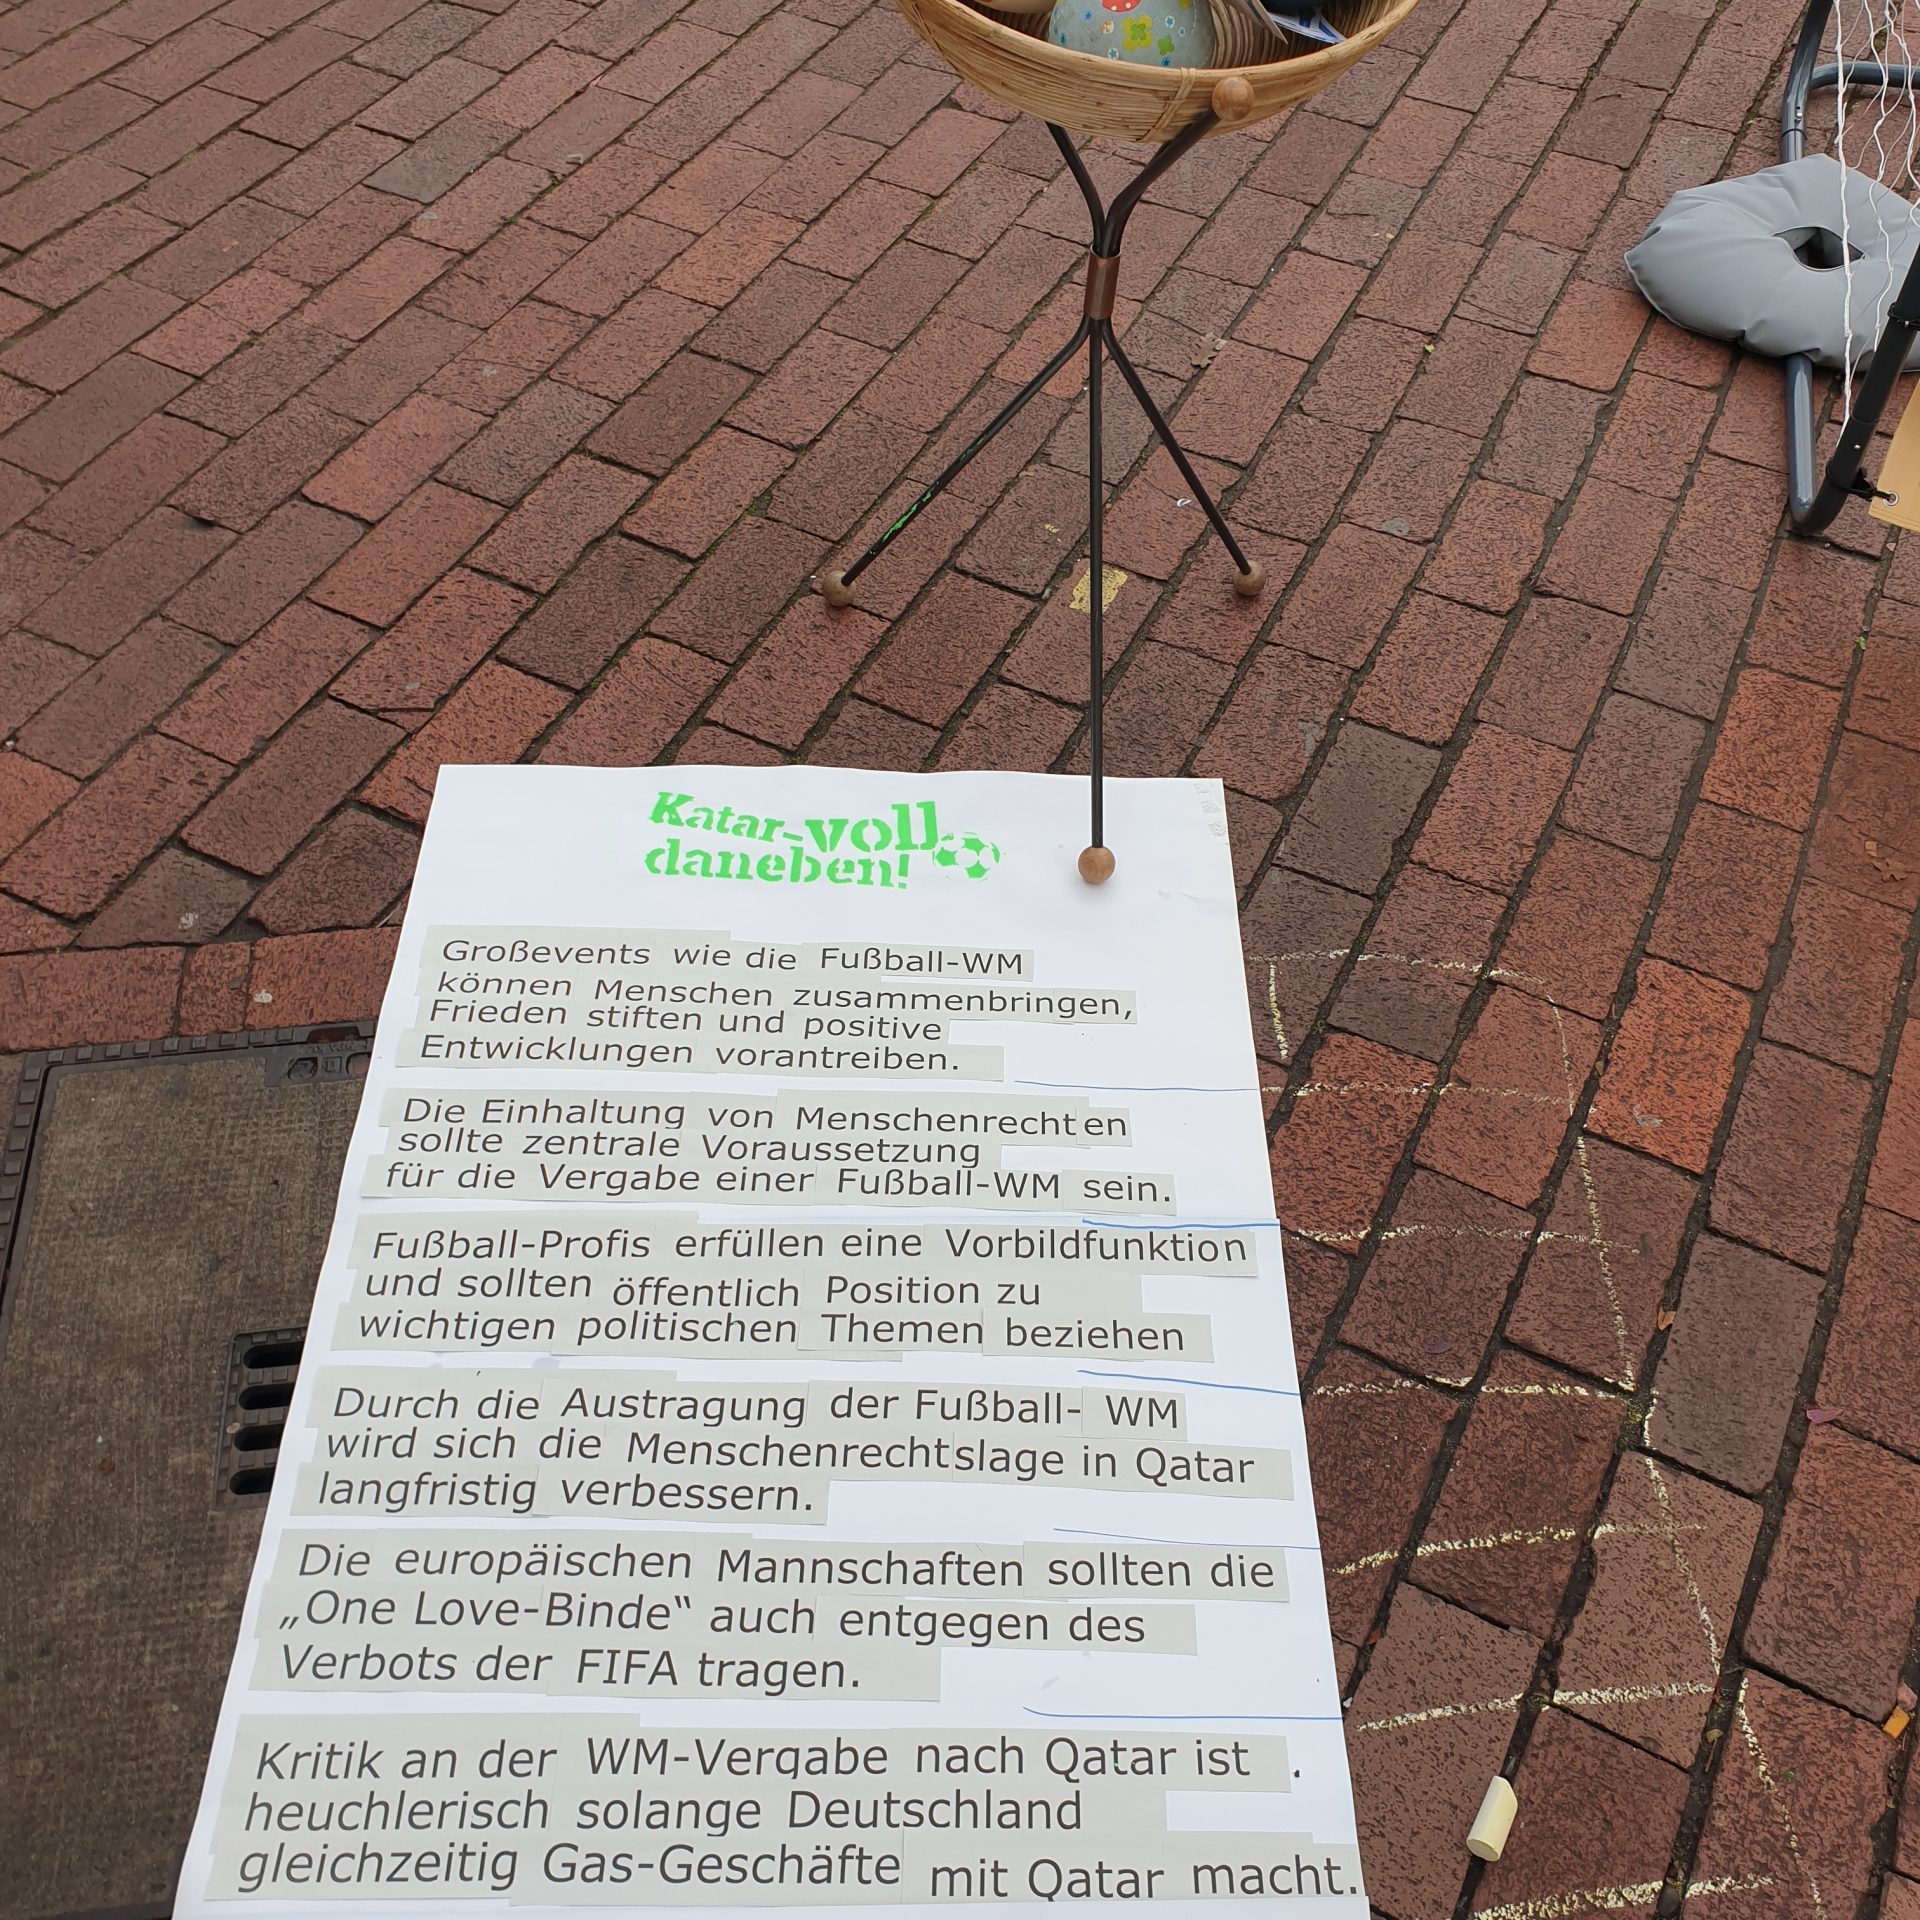 Katar-voll
daneben!
Großevents wie die Fußball-WM
können Menschen zusammenbringen,
Frieden stiften und positive
Entwicklungen vorantreiben.
Die Einhaltung von Menschenrechten
sollte zentrale Voraussetzung
für die Vergabe einer Fußball-WM sein.
Fußball-Profis erfüllen eine Vorbildfunktion
und sollten öffentlich Position zu
wichtigen politischen Themen beziehen
Durch die Austragung der Fußball- WM
wird sich die Menschenrechtslage in Qatar
langfristig verbessern.
Die europäischen Mannschaften sollten die
„One Love-Binde“ auch entgegen des
Verbots der FIFA tragen.
Kritik an der WM-Vergabe nach Qatar ist .
heuchlerisch solange Deutschland
gleichzeitig Gas-Geschäfte mit Qatar macht.